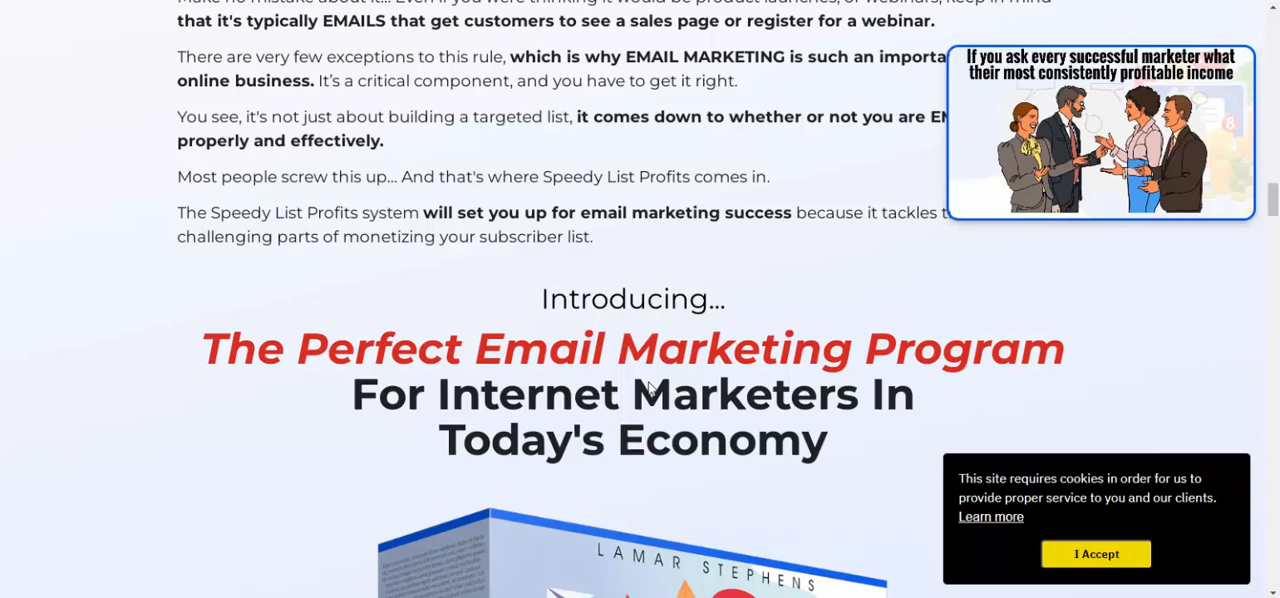 that it's typically EMAILS that get customers to see a sales page or register for a webinar.
There are very few exceptions to this rule, which is why EMAIL MARKETING is such an
online business. It’s a critical component, and you have to get it right.
You see, it's not just about building a targeted list, it comes down to whether or not you are
properly and effectively.
Most people screw this up... And that's where Speedy List Profits comes in.
The Speedy List Profits system will set you up for email marketing success because it tackles
challenging parts of monetizing your subscriber list.
If you ask every successful marketer what
their most consistently profitable income
8
Introducing...
The Perfect Email Marketing Program
For Internet Marketers In
Today's Economy
LAMAR STEPHENS
This site requires cookies in order for us to
provide proper service to you and our clients.
Learn more
I Accept